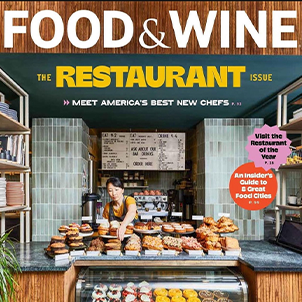 FOOD & WINE
THE RESTAURANT ISSUE
» MEET AMERICA'S BEST NEW CHEFS
Visit the
Restaurant
of the
Year
An Insider's
Guide to
8 Great
Food Cities